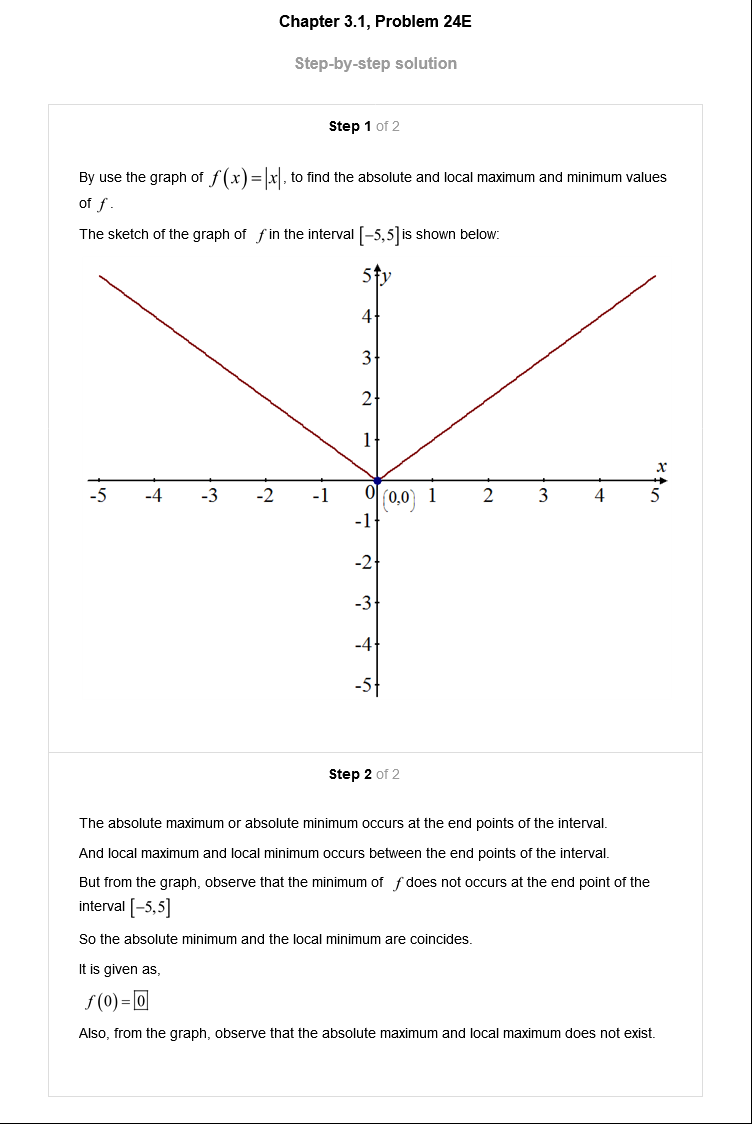 Chapter 3.1, Problem 24E
Step-by-step solution
Step 1 of 2
By use the graph of f(x)=|x|, to find the absolute and local maximum and minimum values
of f.
The sketch of the graph of f in the interval [−5,5] is shown below:
5 y
4
3
2
1
x
-5 -4 -3 -2 -1 0 (0,0) 1 2 3 4 5
-1
-2
-3
-4
-5
Step 2 of 2
The absolute maximum or absolute minimum occurs at the end points of the interval.
And local maximum and local minimum occurs between the end points of the interval.
But from the graph, observe that the minimum of f does not occurs at the end point of the
interval [−5,5]
So the absolute minimum and the local minimum are coincides.
It is given as,
f(0)=0
Also, from the graph, observe that the absolute maximum and local maximum does not exist.